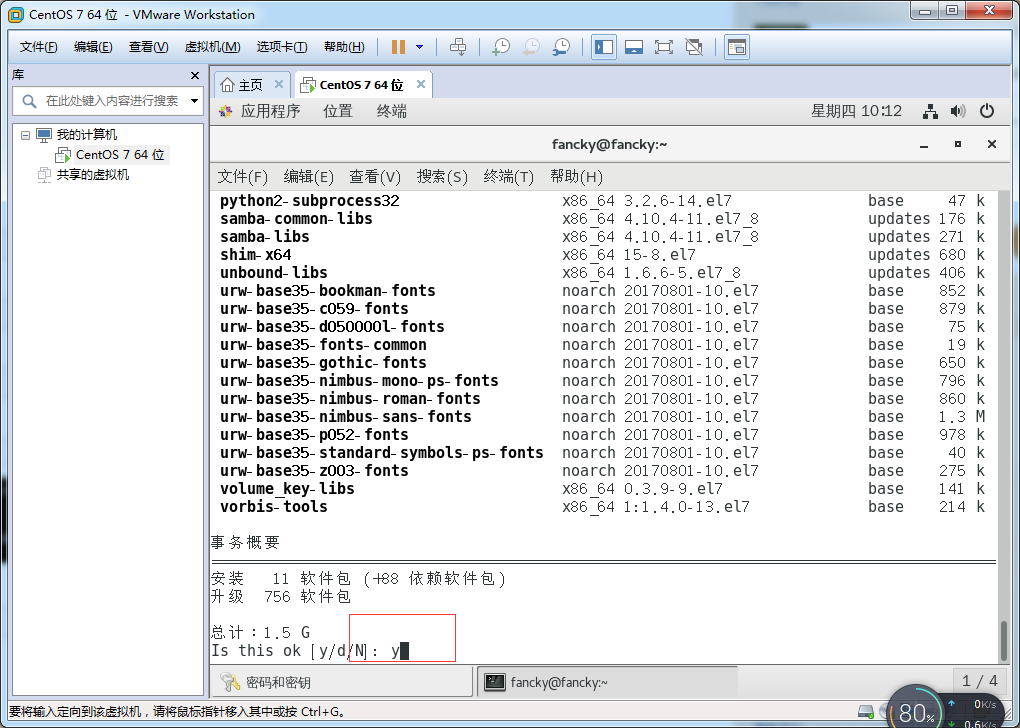 CentOS 7 64 位 - VMware Workstation
文件(F) 编辑(E) 查看(V) 虚拟机(M) 选项卡(T) 帮助(H)
库
在此处键入内容进行搜索
我的计算机
CentOS 7 64 位
共享的虚拟机
主页 CentOS 7 64 位
应用程序 位置 终端 星期四 10:12
fancky@fancky:~
文件(F) 编辑(E) 查看(V) 搜索(S) 终端(T) 帮助(H)
python2-subprocess32 x86_64 3.2.6-14.el7 base 47 k
samba-common-libs x86_64 4.10.4-11.el7_8 updates 176 k
samba-libs x86_64 4.10.4-11.el7_8 updates 271 k
shim-x64 x86_64 15-8.el7 updates 680 k
unbound-libs x86_64 1.6.6-5.el7_8 updates 406 k
urw-base35-bookman-fonts noarch 20170801-10.el7 base 852 k
urw-base35-c059-fonts noarch 20170801-10.el7 base 879 k
urw-base35-d050000l-fonts noarch 20170801-10.el7 base 75 k
urw-base35-fonts-common noarch 20170801-10.el7 base 19 k
urw-base35-gothic-fonts noarch 20170801-10.el7 base 650 k
urw-base35-nimbus-mono-ps-fonts noarch 20170801-10.el7 base 796 k
urw-base35-nimbus-roman-fonts noarch 20170801-10.el7 base 860 k
urw-base35-nimbus-sans-fonts noarch 20170801-10.el7 base 1.3 M
urw-base35-p052-fonts noarch 20170801-10.el7 base 978 k
urw-base35-standard-symbols-ps-fonts noarch 20170801-10.el7 base 40 k
urw-base35-z003-fonts noarch 20170801-10.el7 base 275 k
volume_key-libs x86_64 0.3.9-9.el7 base 141 k
vorbis-tools x86_64 1:1.4.0-13.el7 base 214 k
事务概要
安装 11 软件包 (+88 依赖软件包)
升级 756 软件包
总计：1.5 G
Is this ok [y/d/N]: y
密码和密钥 fancky@fancky:~ 1 / 4
要将输入定向到该虚拟机，请将鼠标指针移入其中或按 Ctrl+G。
80% 0K/s
0.6K/s